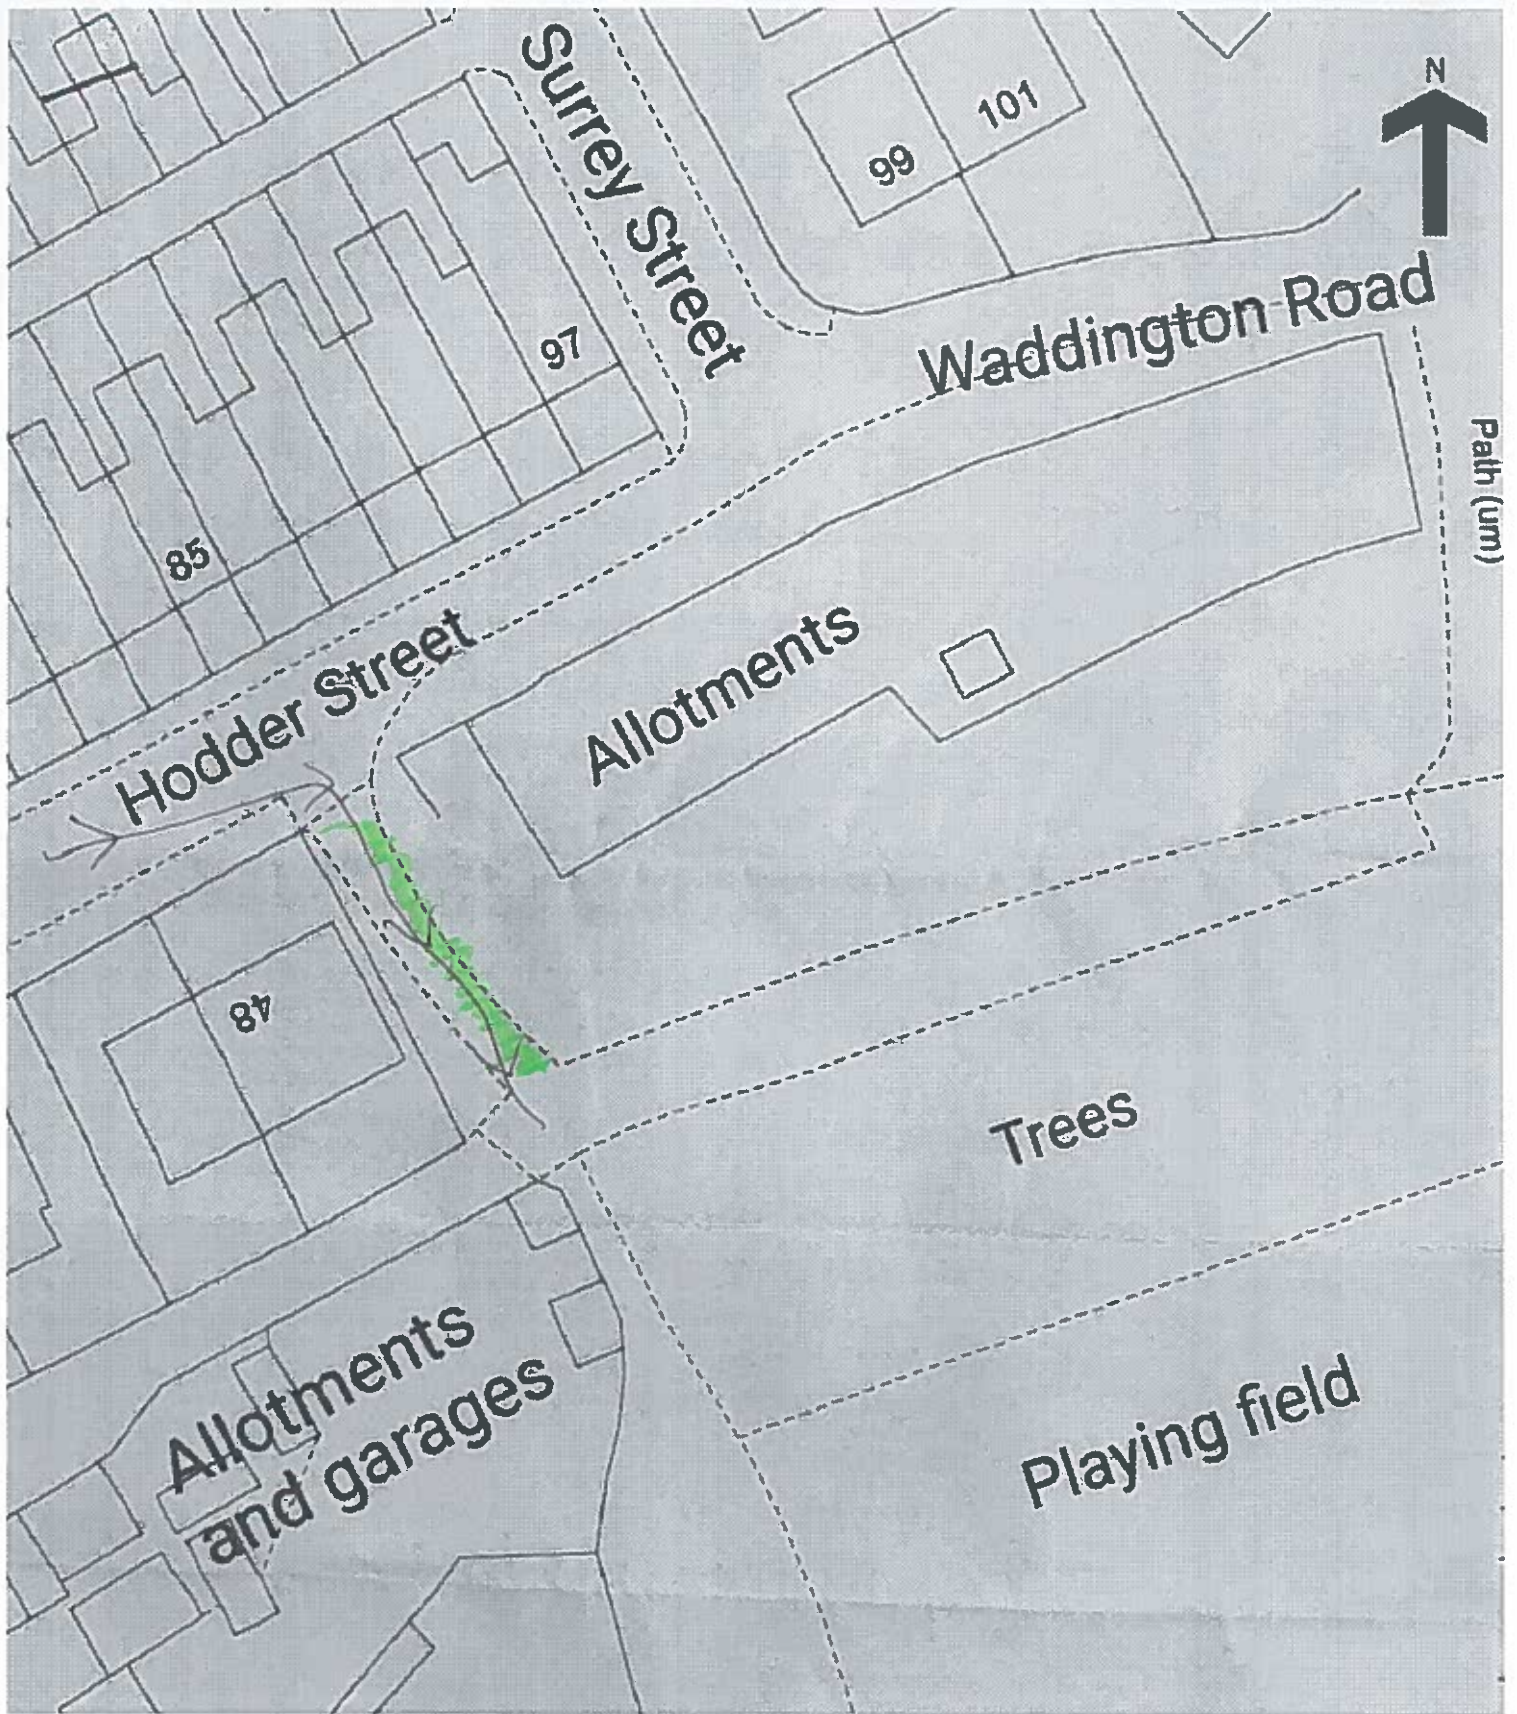 Surrey Street
N
101
99
Waddington Road
97
Path (um)
85
Hodder Street
Allotments
48
Trees
Allotments
and garages
Playing field